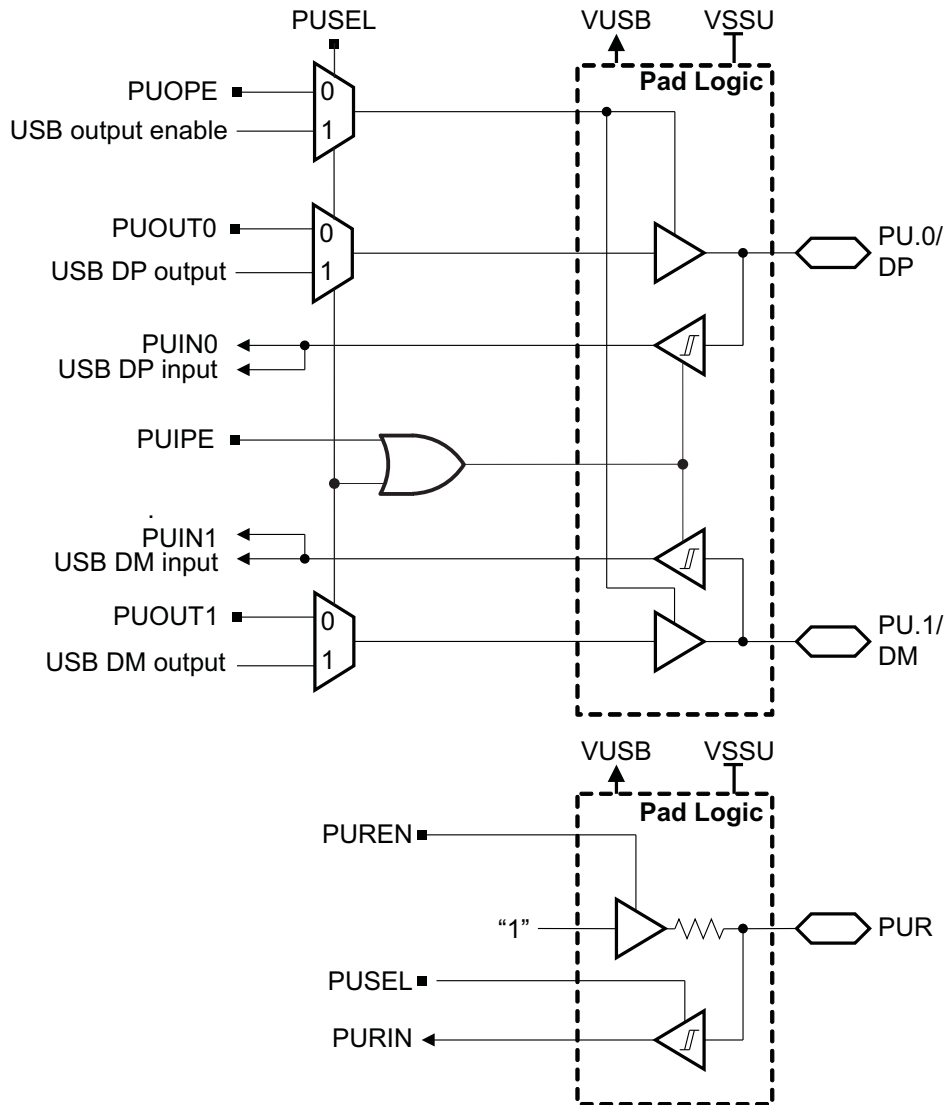 PUSEL
VUSB
VSSU
Pad Logic
PUOPE
0
USB output enable
1
PUOUT0
0
USB DP output
1
PU.0/
DP
PUIN0
USB DP input
PUIPE
.
PUIN1
USB DM input
PUOUT1
0
USB DM output
1
PU.1/
DM
VUSB
VSSU
Pad Logic
PUREN
“1”
PUR
PUSEL
PURIN